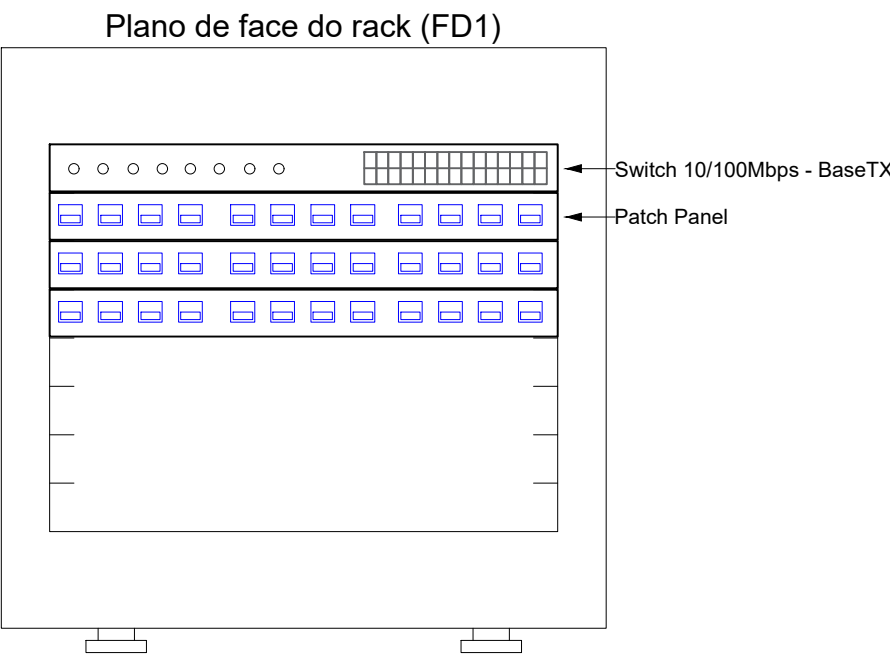 Plano de face do rack (FD1)
Switch 10/100Mbps - BaseTX
Patch Panel